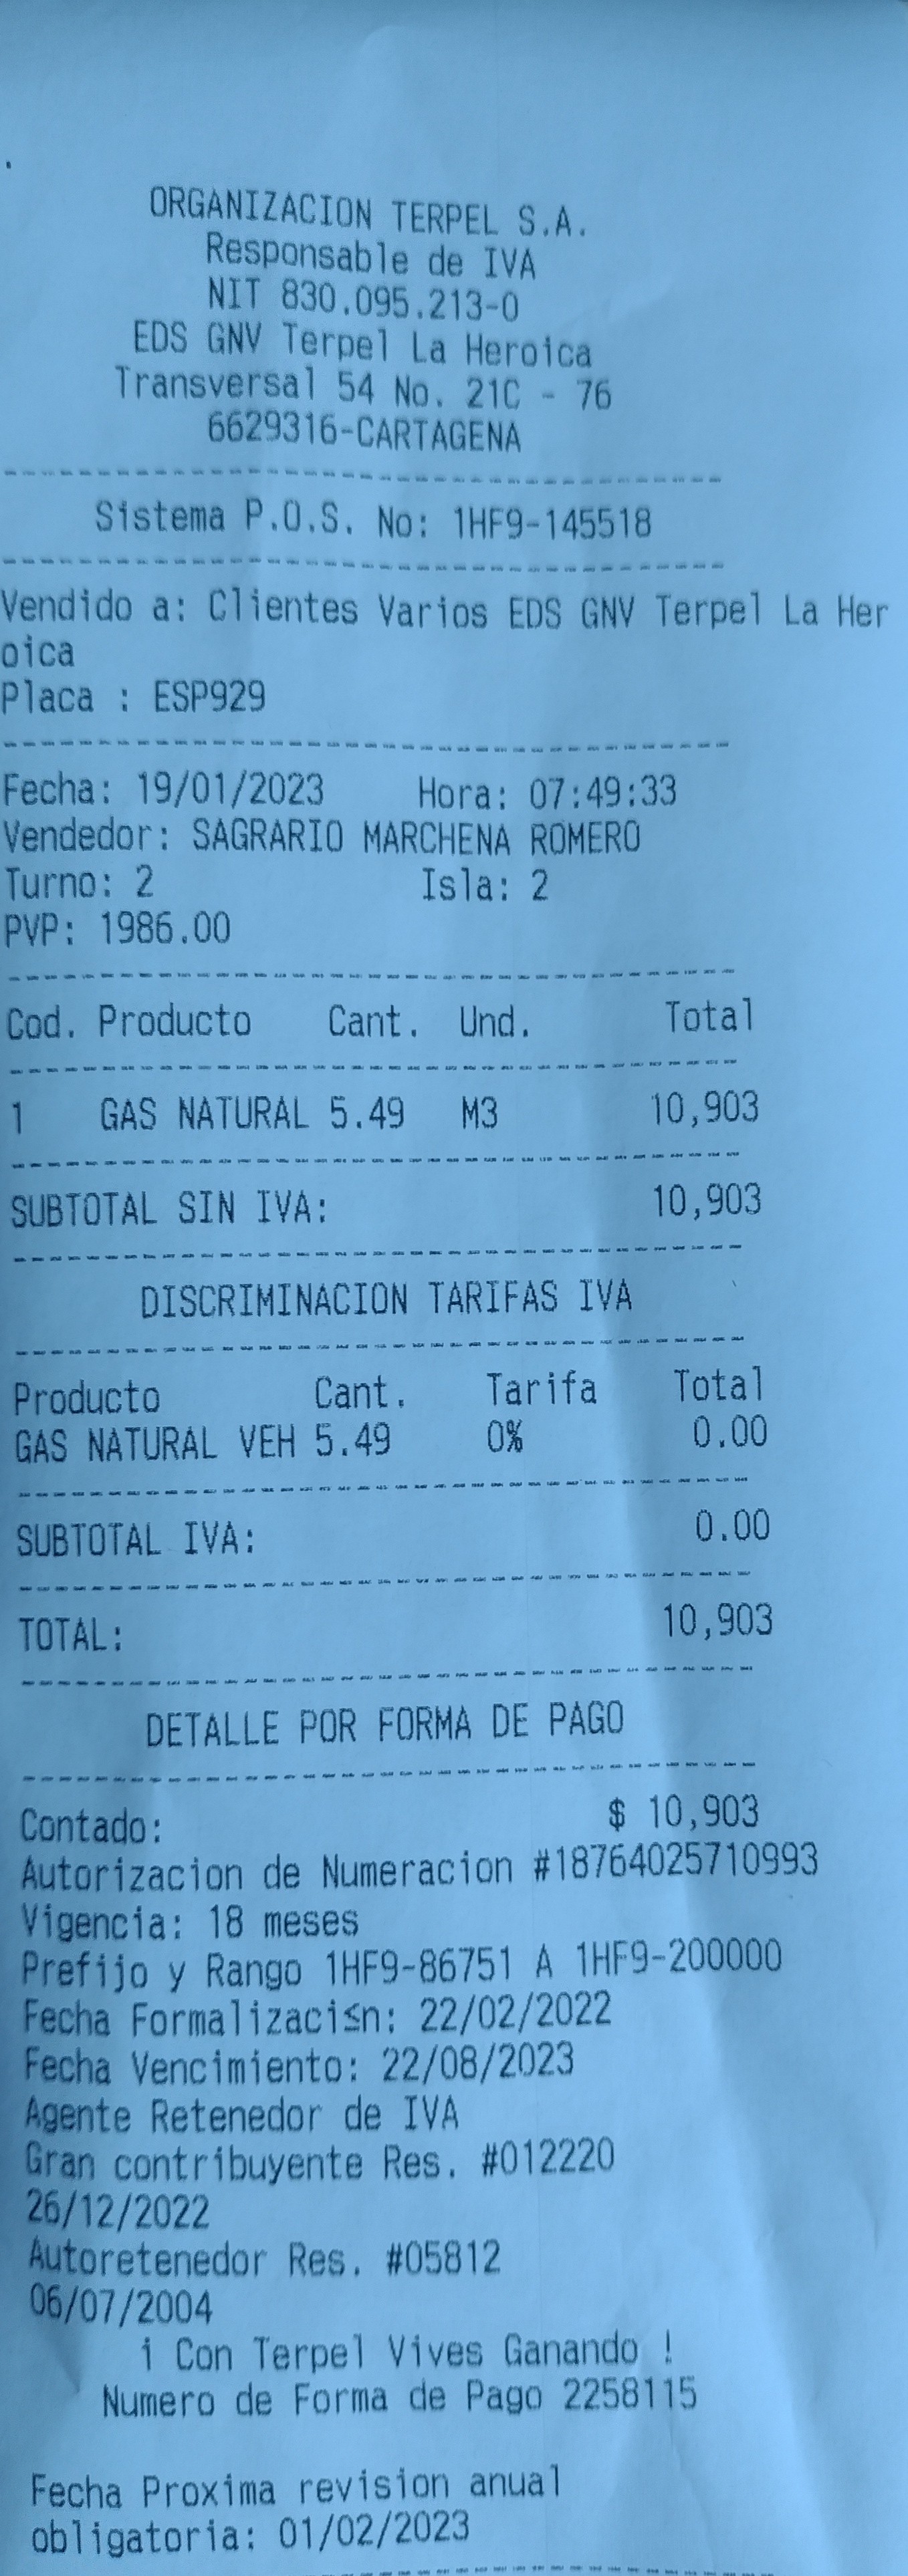 ORGANIZACION TERPEL S.A.
Responsable de IVA
NIT 830.095.213-0
EDS GNV Terpel La Heroica
Transversal 54 No. 21C - 76
6629316-CARTAGENA
Sistema P.O.S. No: 1HF9-145518
Vendido a: Clientes Varios EDS GNV Terpel La Her
oica
Placa : ESP929
Fecha: 19/01/2023 Hora: 07:49:33
Vendedor: SAGRARIO MARCHENA ROMERO
Turno: 2 Isla: 2
PVP: 1986.00
Cod. Producto Cant. Und. Total
1 GAS NATURAL 5.49 M3 10,903
SUBTOTAL SIN IVA: 10,903
DISCRIMINACION TARIFAS IVA
Producto Cant. Tarifa Total
GAS NATURAL VEH 5.49 0% 0.00
SUBTOTAL IVA: 0.00
TOTAL: 10,903
DETALLE POR FORMA DE PAGO
Contado: $ 10,903
Autorizacion de Numeracion #18764025710993
Vigencia: 18 meses
Prefijo y Rango 1HF9-86751 A 1HF9-200000
Fecha Formalizaci≤n: 22/02/2022
Fecha Vencimiento: 22/08/2023
Agente Retenedor de IVA
Gran contribuyente Res. #012220
26/12/2022
Autoretenedor Res. #05812
06/07/2004
¡ Con Terpel Vives Ganando !
Numero de Forma de Pago 2258115
Fecha Proxima revision anual
obligatoria: 01/02/2023